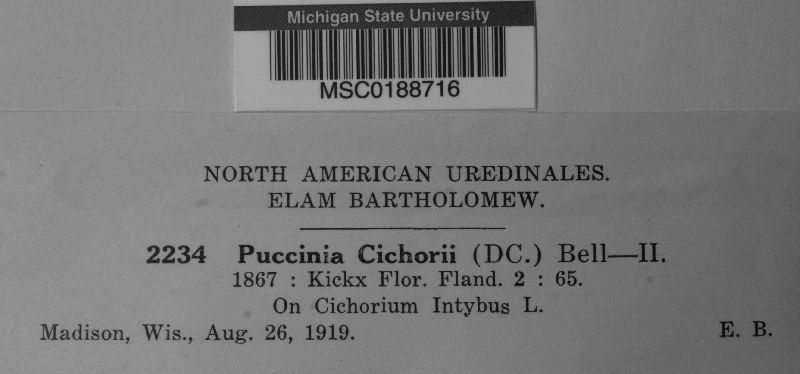 Michigan State University
MSC0188716
NORTH AMERICAN UREDINALES.
ELAM BARTHOLOMEW.
2234 Puccinia Cichorii (DC.) Bell—II.
1867 : Kickx Flor. Fland. 2 : 65.
On Cichorium Intybus L.
Madison, Wis., Aug. 26, 1919. E. B.